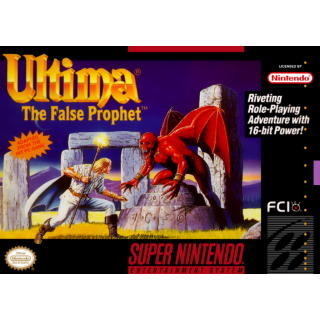 LICENSED BY
Nintendo®
Ultima®
The False Prophet™
Riveting
Role-Playing
Adventure with
16-bit Power!
FCI
SUPER NINTENDO
ENTERTAINMENT SYSTEM